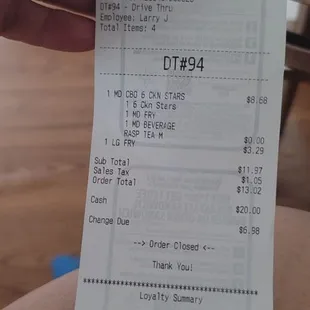 DT#94 - Drive Thru
Employee: Larry J.
Total Items: 4
DT#94
1 MD CBO 6 CKN STARS $8.68
1 6 Ckn Stars
1 MD FRY
1 MD BEVERAGE
RASP TEA M $0.00
1 LG FRY $3.29
Sub Total $11.97
Sales Tax $1.05
Order Total $13.02
Cash $20.00
Change Due $6.98
--> Order Closed <--
Thank You!
Loyalty Summary